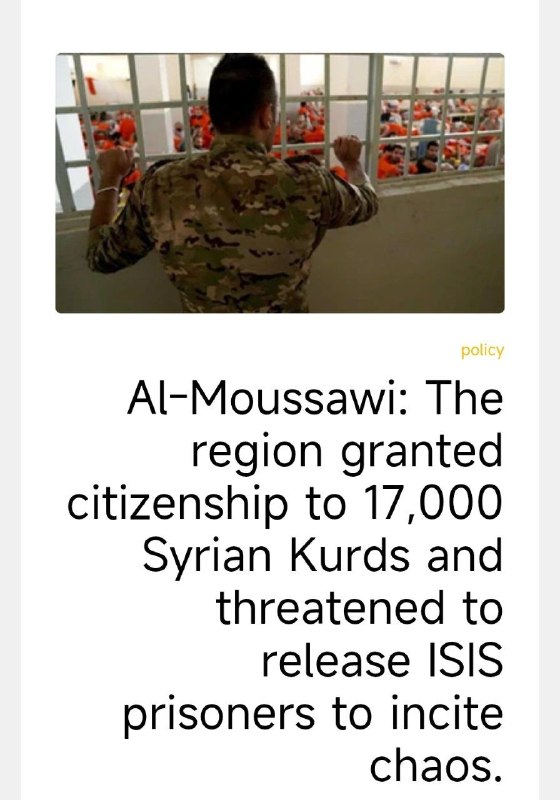 policy
Al-Moussawi: The
region granted
citizenship to 17,000
Syrian Kurds and
threatened to
release ISIS
prisoners to incite
chaos.